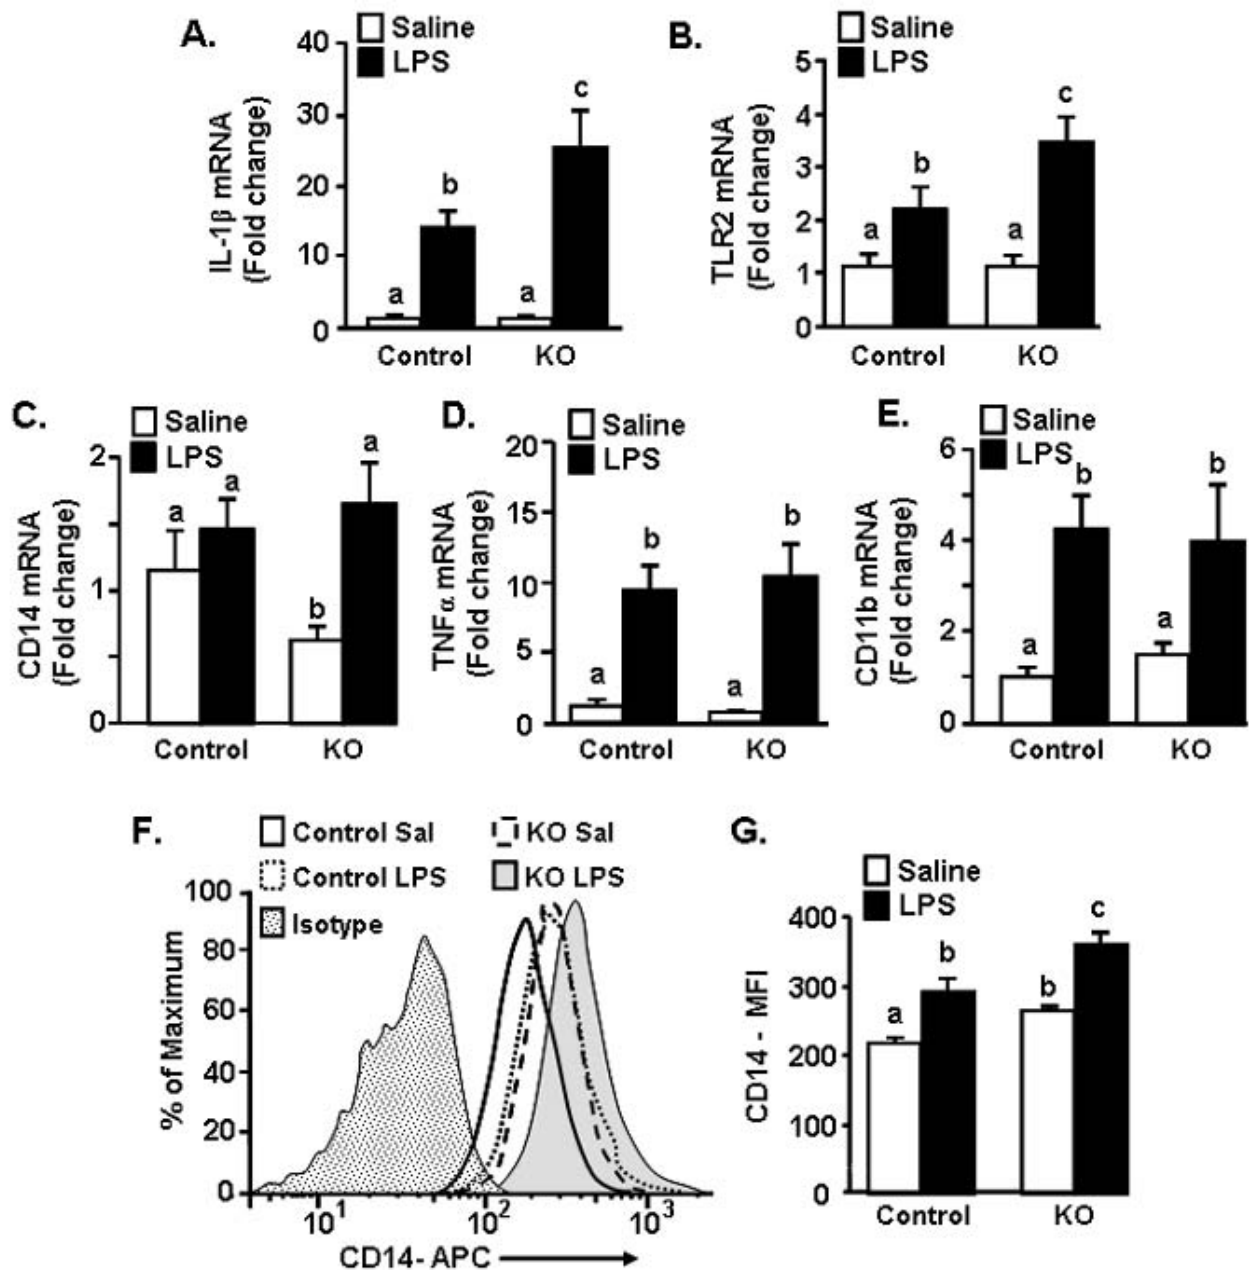 A.
Saline
LPS
IL-1β mRNA
(Fold change)
40
30
20
10
0
a
b
a
c
Control
KO
B.
Saline
LPS
TLR2 mRNA
(Fold change)
5
4
3
2
1
0
a
b
a
c
Control
KO
C.
Saline
LPS
CD14 mRNA
(Fold change)
2
1
0
a
a
b
a
Control
KO
D.
Saline
LPS
TNFα mRNA
(Fold change)
20
15
10
5
0
a
b
a
b
Control
KO
E.
Saline
LPS
CD11b mRNA
(Fold change)
6
4
2
0
a
b
a
b
Control
KO
F.
Control Sal
KO Sal
Control LPS
KO LPS
Isotype
% of Maximum
100
80
60
40
20
0
10¹
10²
10³
CD14- APC
G.
Saline
LPS
CD14 - MFI
400
300
200
100
0
a
b
b
c
Control
KO